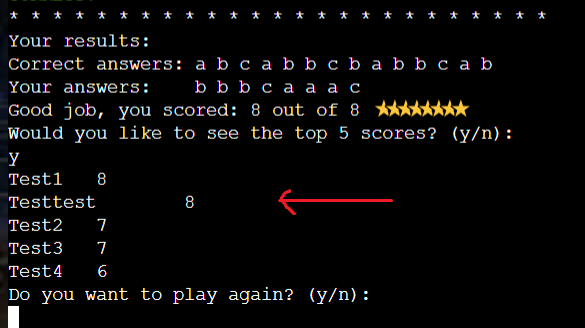 * * * * * * * * * * * * * * * * * * * * * * * * *
Your results:
Correct answers: a b c a b b c b a b b c a b
Your answers:    b b b c a a a c
Good job, you scored: 8 out of 8 ⭐⭐⭐⭐⭐⭐⭐⭐
Would you like to see the top 5 scores? (y/n):
y
Test1   8
Testtest        8
Test2   7
Test3   7
Test4   6
Do you want to play again? (y/n):